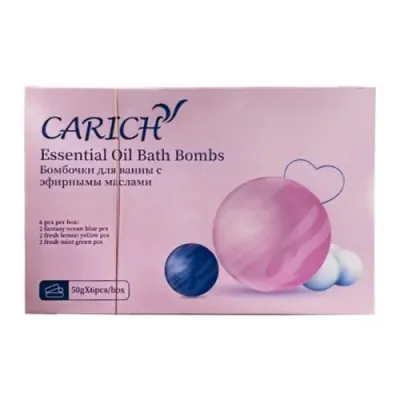 CARICH
Essential Oil Bath Bombs
Бомбочки для ванны с
эфирными маслами
6 pcs per box:
2 fantasy ocean blue pcs
2 fresh lemon yellow pcs
2 fresh mint green pcs
50gX6pcs/box